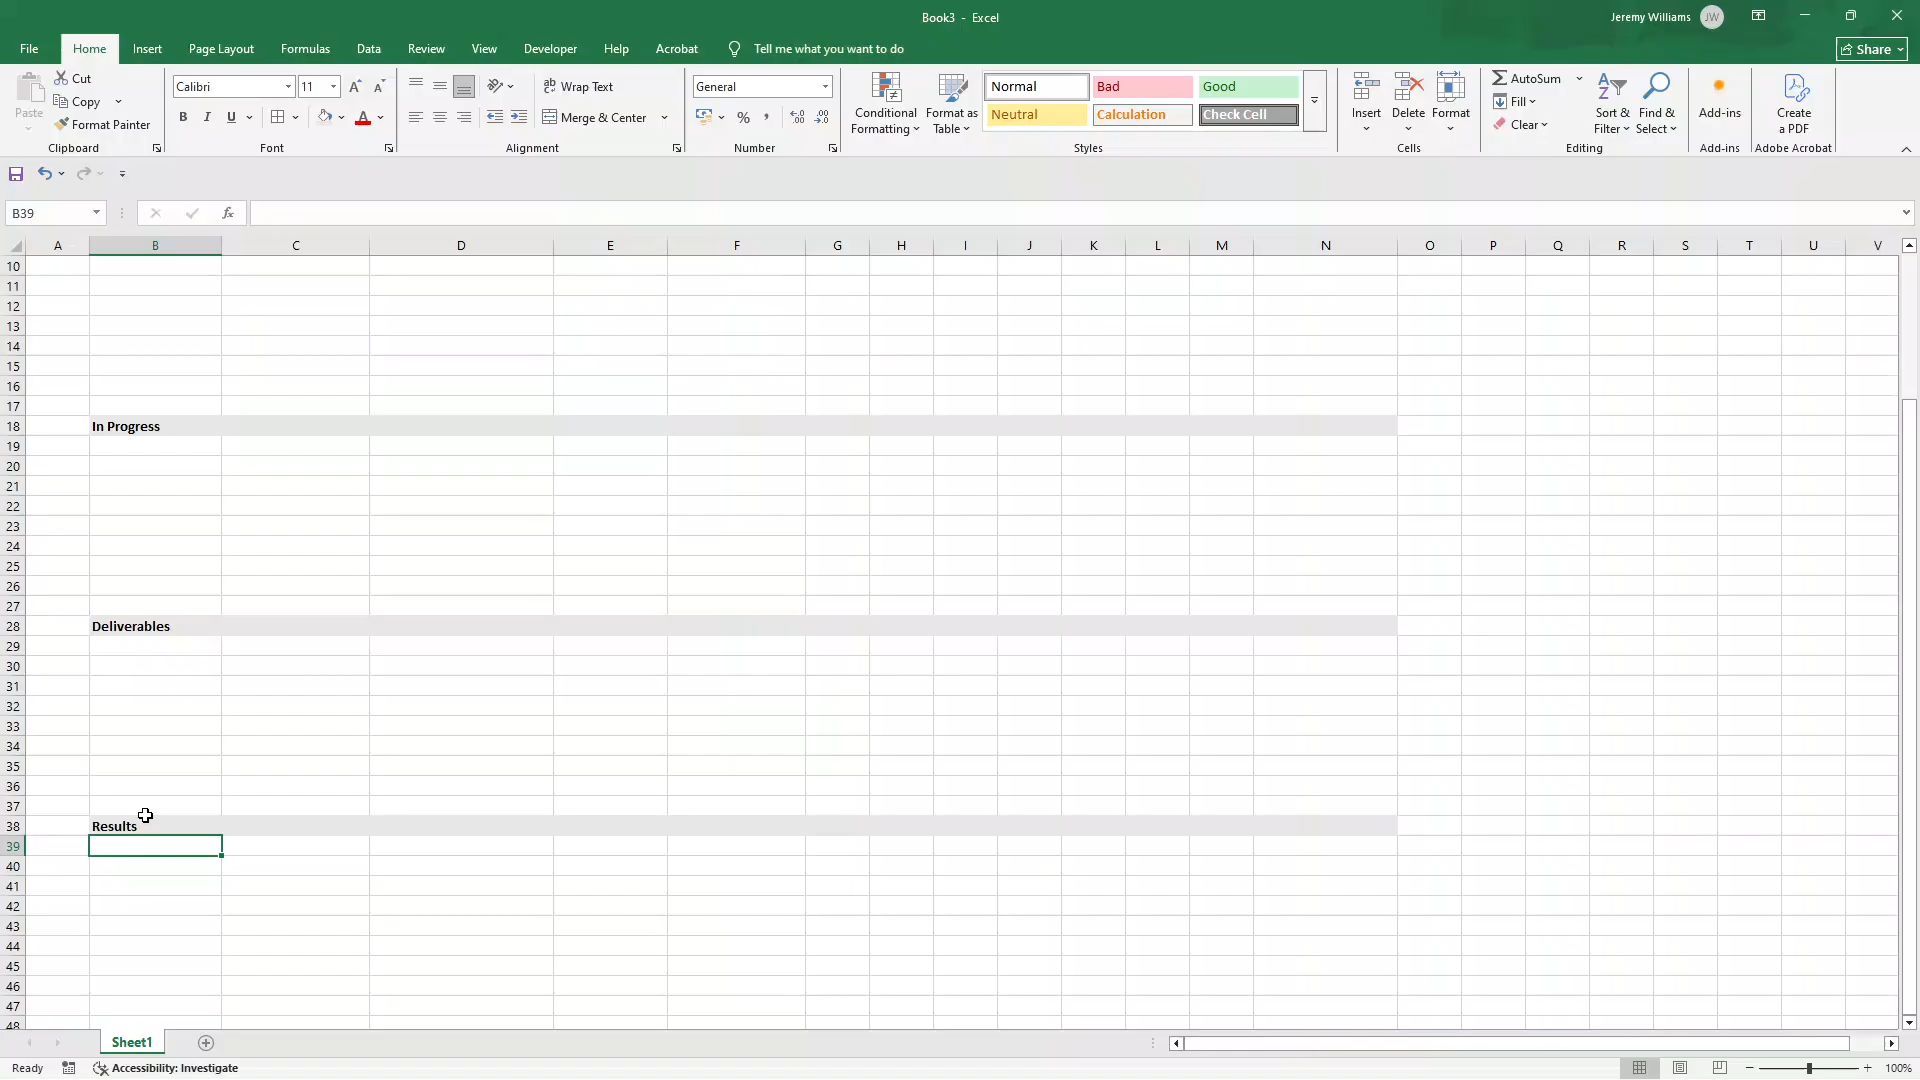 Book3 - Excel
Jeremy Williams JW
File Home Insert Page Layout Formulas Data Review View Developer Help Acrobat Tell me what you want to do Share
Paste
Cut
Copy
Format Painter
Clipboard
Calibri 11
B I U
Font
Wrap Text
Merge & Center
Alignment
General
Number
Conditional Formatting
Format as Table
Normal Bad Good
Neutral Calculation Check Cell
Styles
Insert Delete Format
Cells
AutoSum
Fill
Clear
Sort & Filter
Find & Select
Editing
Add-ins
Add-ins
Create a PDF
Adobe Acrobat
B39 fx
A B C D E F G H I J K L M N O P Q R S T U V
10
11
12
13
14
15
16
17
18 In Progress
19
20
21
22
23
24
25
26
27
28 Deliverables
29
30
31
32
33
34
35
36
37
38 Results
39
40
41
42
43
44
45
46
47
48
Sheet1
Ready Accessibility: Investigate 100%